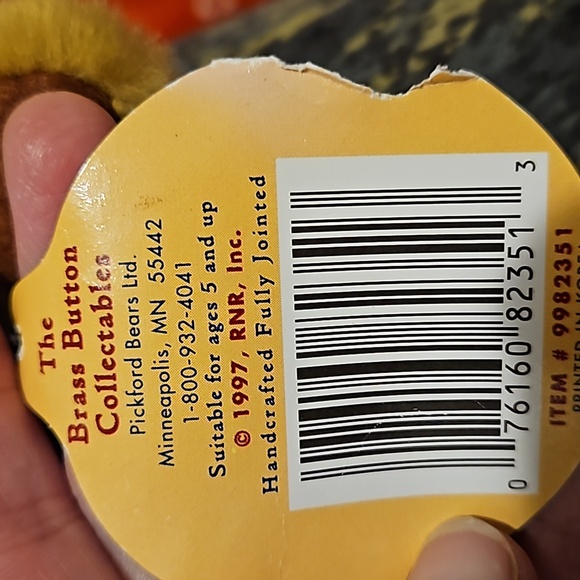 The
Brass Button
Collectables
Pickford Bears Ltd.
Minneapolis, MN 55442
1-800-932-4041
Suitable for ages 5 and up
© 1997, RNR, Inc.
Handcrafted Fully Jointed
0 76160 82351 3
ITEM # 9982351